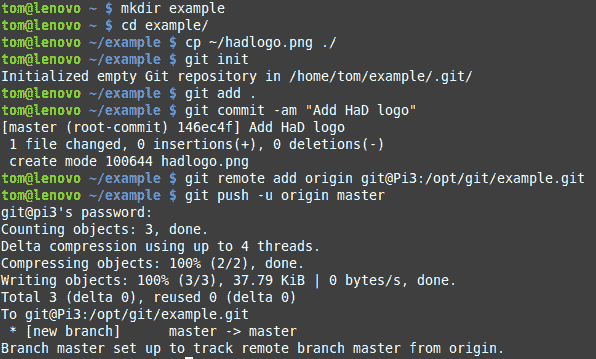 tom@lenovo ~ $ mkdir example
tom@lenovo ~ $ cd example/
tom@lenovo ~/example $ cp ~/hadlogo.png ./
tom@lenovo ~/example $ git init
Initialized empty Git repository in /home/tom/example/.git/
tom@lenovo ~/example $ git add .
tom@lenovo ~/example $ git commit -am "Add HaD logo"
[master (root-commit) 146ec4f] Add HaD logo
 1 file changed, 0 insertions(+), 0 deletions(-)
 create mode 100644 hadlogo.png
tom@lenovo ~/example $ git remote add origin git@Pi3:/opt/git/example.git
tom@lenovo ~/example $ git push -u origin master
git@pi3's password:
Counting objects: 3, done.
Delta compression using up to 4 threads.
Compressing objects: 100% (2/2), done.
Writing objects: 100% (3/3), 37.79 KiB | 0 bytes/s, done.
Total 3 (delta 0), reused 0 (delta 0)
To git@Pi3:/opt/git/example.git
 * [new branch]      master -> master
Branch master set up to track remote branch master from origin.